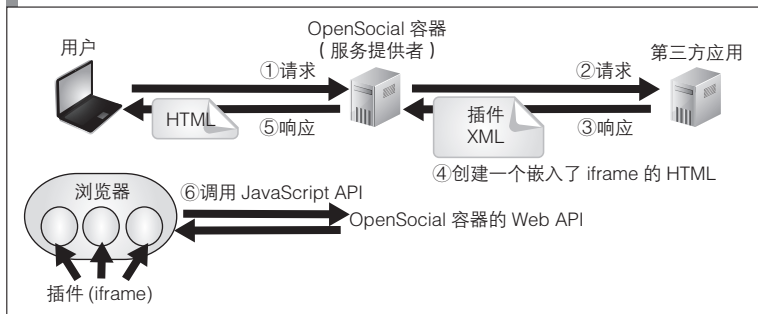 OpenSocial 容器
( 服务提供者 )
用户
第三方应用
①请求
②请求
HTML
⑤响应
插件
XML
③响应
④创建一个嵌入了 iframe 的 HTML
浏览器
⑥调用 JavaScript API
OpenSocial 容器的 Web API
插件 (iframe)